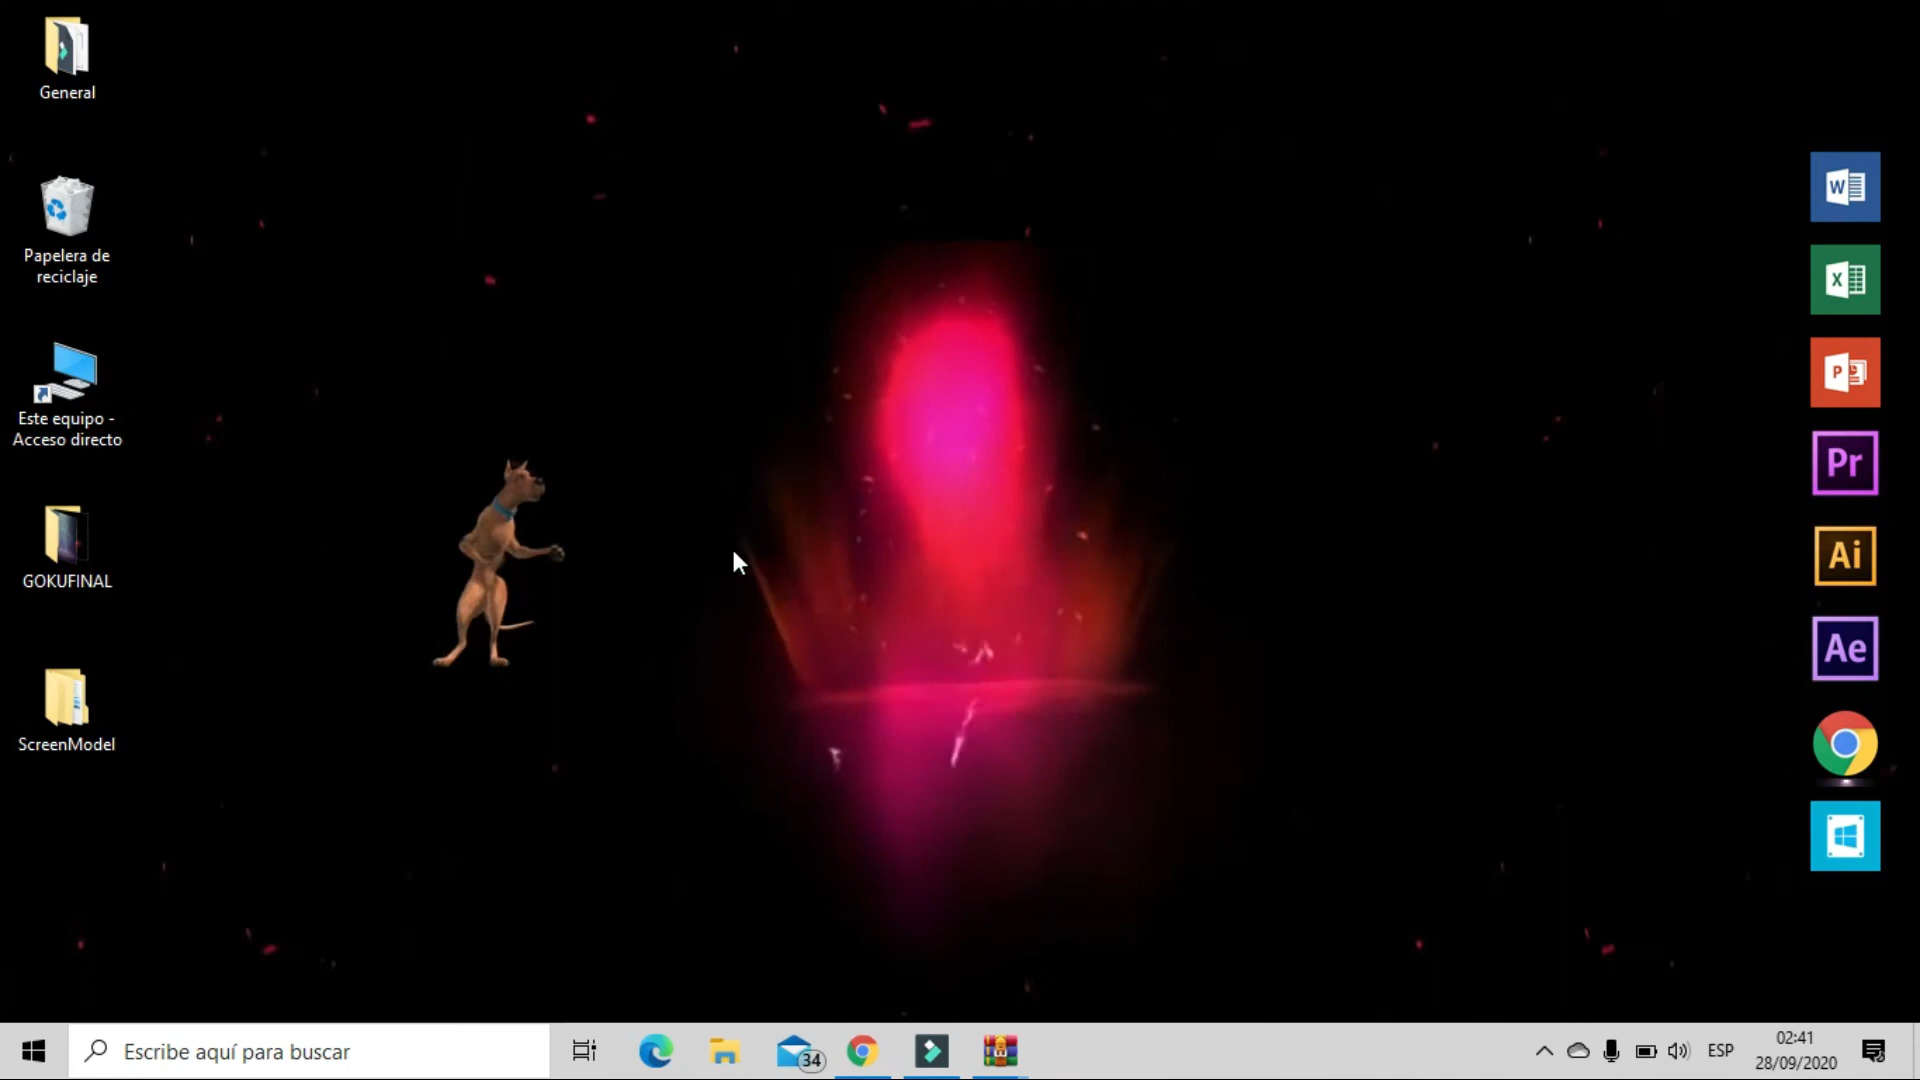 General
Papelera de
reciclaje
Este equipo -
Acceso directo
GOKUFINAL
ScreenModel
W
X
P
Pr
Ai
Ae
Escribe aquí para buscar
34
ESP
02:41
28/09/2020